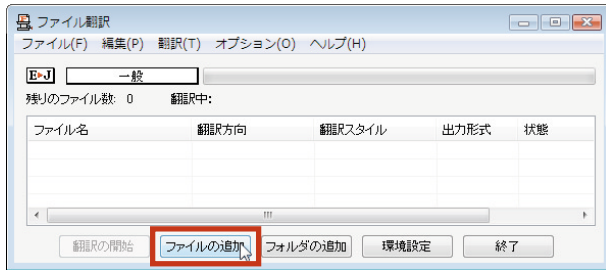 ファイル翻訳
ファイル(F) 編集(P) 翻訳(T) オプション(O) ヘルプ(H)
E▸J 一般
残りのファイル数: 0 翻訳中:
ファイル名 翻訳方向 翻訳スタイル 出力形式 状態
翻訳の開始 ファイルの追加 フォルダの追加 環境設定 終了